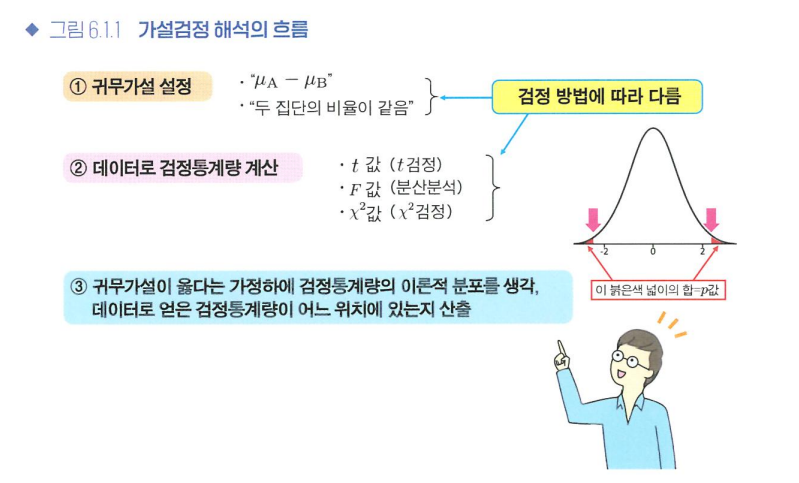 ◆ 그림 6.1.1 가설검정 해석의 흐름
① 귀무가설 설정
· “μA − μB”
· “두 집단의 비율이 같음”
검정 방법에 따라 다름
② 데이터로 검정통계량 계산
· t 값 (t검정)
· F 값 (분산분석)
· χ²값 (χ²검정)
-2 0 2
이 붉은색 넓이의 합=p값
③ 귀무가설이 옳다는 가정하에 검정통계량의 이론적 분포를 생각,
데이터로 얻은 검정통계량이 어느 위치에 있는지 산출